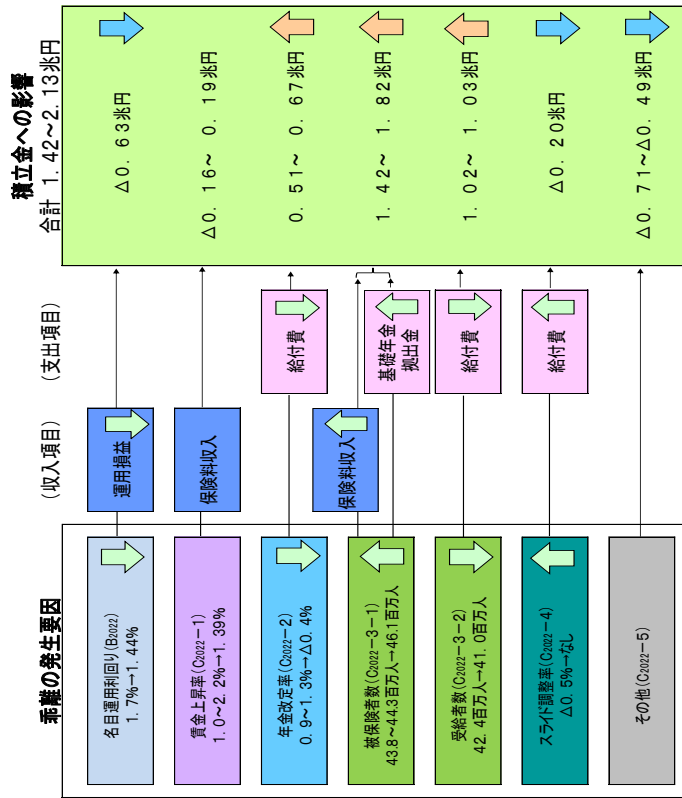 乖離の発生要因
(収入項目)
(支出項目)
積立金への影響
合計 1.42～2.13兆円
名目運用利回り(B2022)
1.7%→1.44%
運用損益
△0.63兆円
賃金上昇率(C2022－1)
1.0～2.2%→1.39%
保険料収入
△0.16～ 0.19兆円
年金改定率(C2022－2)
0.9～1.3%→△0.4%
給付費
0.51～ 0.67兆円
被保険者数(C2022－3－1)
43.8～44.3百万人→46.1百万人
保険料収入
基礎年金
拠出金
1.42～ 1.82兆円
受給者数(C2022－3－2)
42.4百万人→41.0百万人
給付費
1.02～ 1.03兆円
スライド調整率(C2022－4)
△0.5%→なし
給付費
△0.20兆円
その他(C2022－5)
△0.71～△0.49兆円